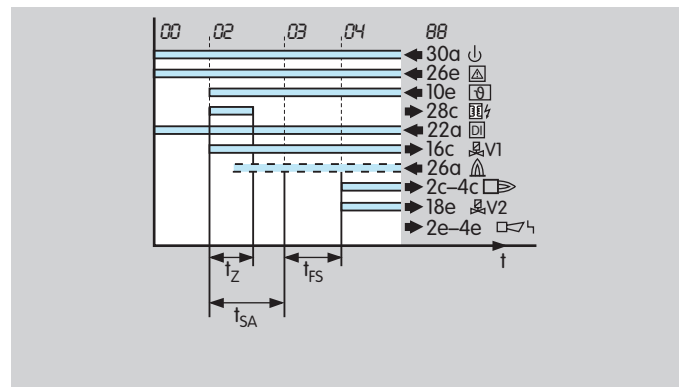 00 02 03 04 88
30a
26e
10e ϑ
28c
22a DI
16c V1
26a
2c–4c
18e V2
2e–4e
t
tZ tFS
tSA